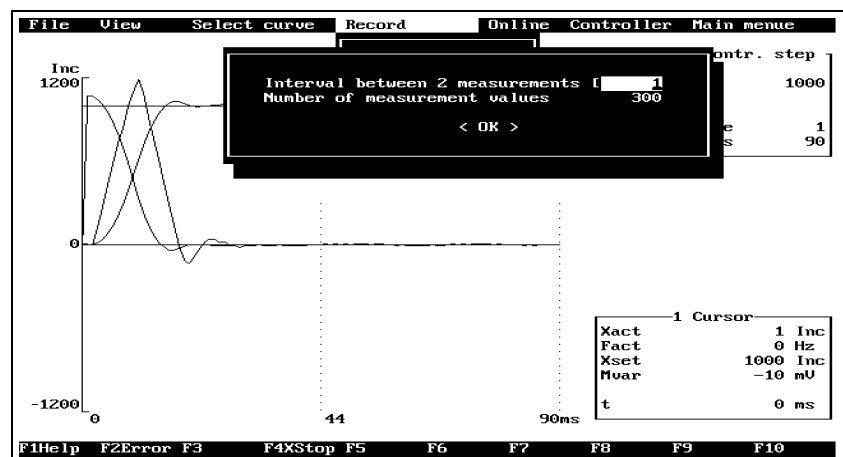 File View Select curve Record Online Controller Main menue
ontr. step
Inc
1200
1000
Interval between 2 measurements [ 1
Number of measurement values 300
< OK >
e 1
s 90
0
1 Cursor
Xact 1 Inc
Fact 0 Hz
Xset 1000 Inc
Mvar -10 mV
t 0 ms
-1200
0 44 90ms
F1Help F2Error F3 F4XStop F5 F6 F7 F8 F9 F10